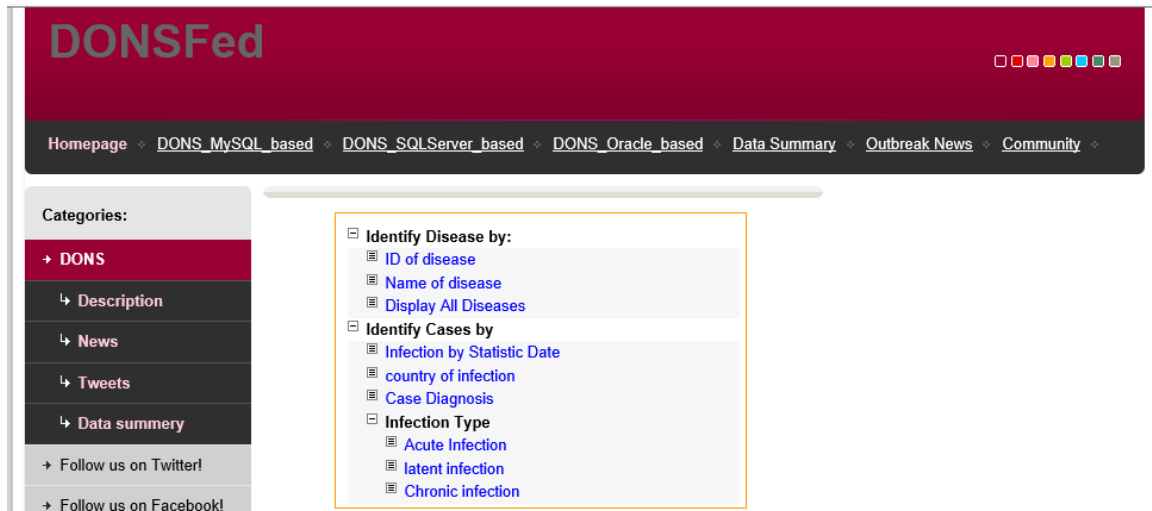 DONSFed
Homepage DONS_MySQL_based DONS_SQLServer_based DONS_Oracle_based Data Summary Outbreak News Community
Categories:
DONS
Description
News
Tweets
Data summery
Follow us on Twitter!
Follow us on Facebook!
Identify Disease by:
ID of disease
Name of disease
Display All Diseases
Identify Cases by
Infection by Statistic Date
country of infection
Case Diagnosis
Infection Type
Acute Infection
latent infection
Chronic infection